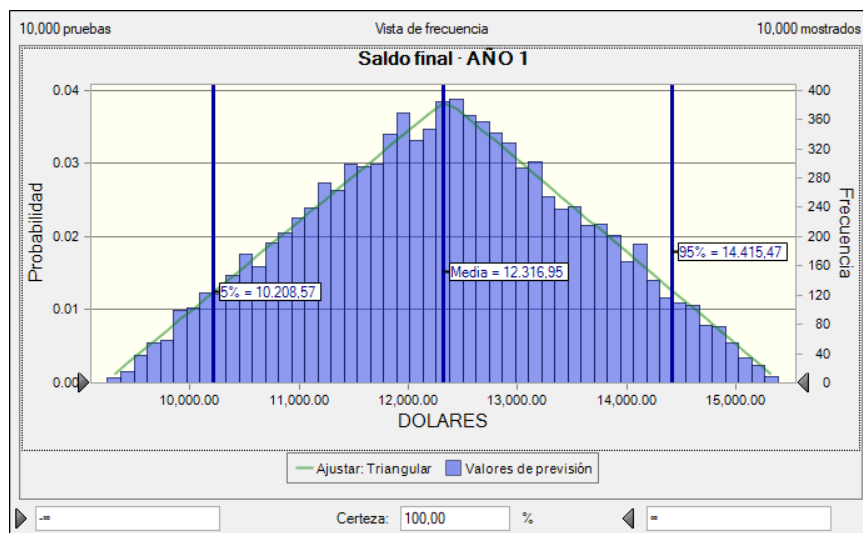 10,000 pruebas Vista de frecuencia 10,000 mostrados
Saldo final - AÑO 1
Probabilidad
0.04
0.03
0.02
0.01
0.00
5% = 10.208,57
Media = 12.316,95
95% = 14.415,47
400
360
320
280
240
200
160
120
80
40
0
Frecuencia
10,000.00 11,000.00 12,000.00 13,000.00 14,000.00 15,000.00
DOLARES
Ajustar: Triangular Valores de previsión
-∞ Certeza: 100,00 % ∞